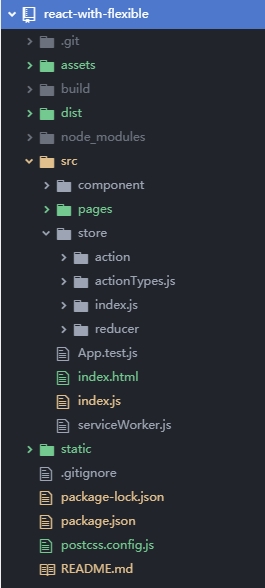 react-with-flexible
.git
assets
build
dist
node_modules
src
component
pages
store
action
actionTypes.js
index.js
reducer
App.test.js
index.html
index.js
serviceWorker.js
static
.gitignore
package-lock.json
package.json
postcss.config.js
README.md